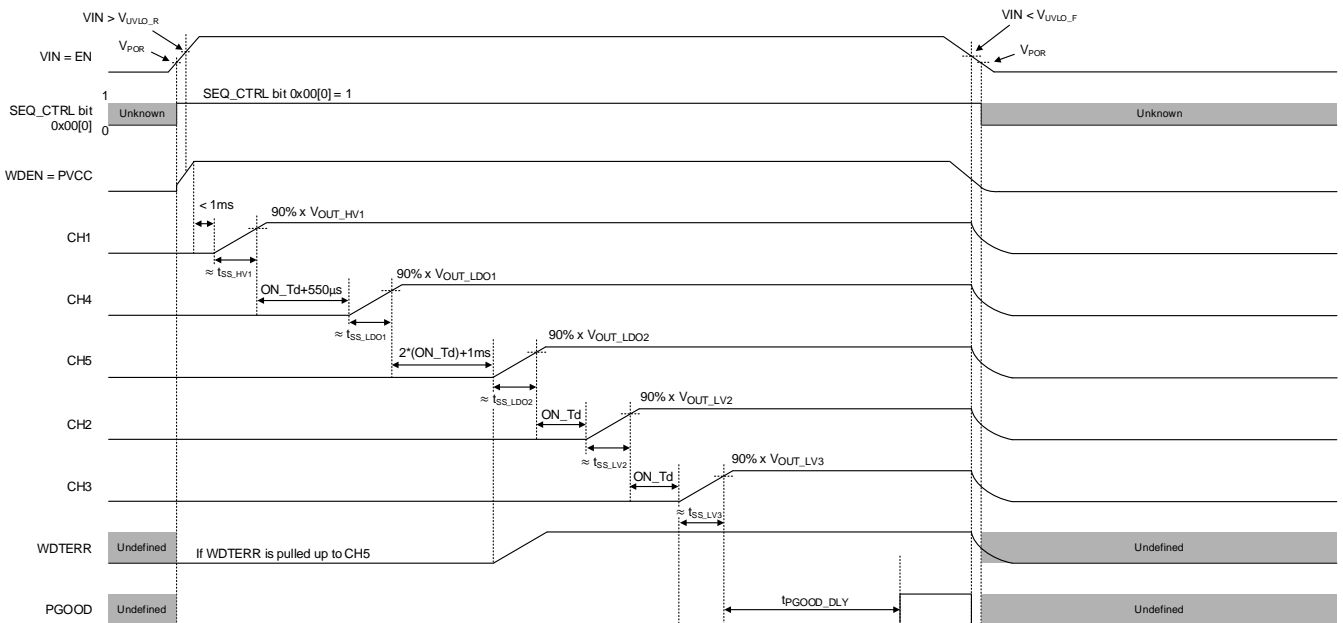 VIN > VUVLO_R
VIN < VUVLO_F
VPOR
VPOR
VIN = EN
1
SEQ_CTRL bit 0x00[0] = 1
SEQ_CTRL bit
0x00[0]
0
Unknown
Unknown
WDEN = PVCC
< 1ms
90% x VOUT_HV1
CH1
≈ tSS_HV1
90% x VOUT_LDO1
ON_Td+550µs
CH4
≈ tSS_LDO1
90% x VOUT_LDO2
2*(ON_Td)+1ms
CH5
≈ tSS_LDO2
90% x VOUT_LV2
ON_Td
CH2
≈ tSS_LV2
90% x VOUT_LV3
ON_Td
CH3
≈ tSS_LV3
WDTERR
Undefined
If WDTERR is pulled up to CH5
Undefined
tPGOOD_DLY
PGOOD
Undefined
Undefined